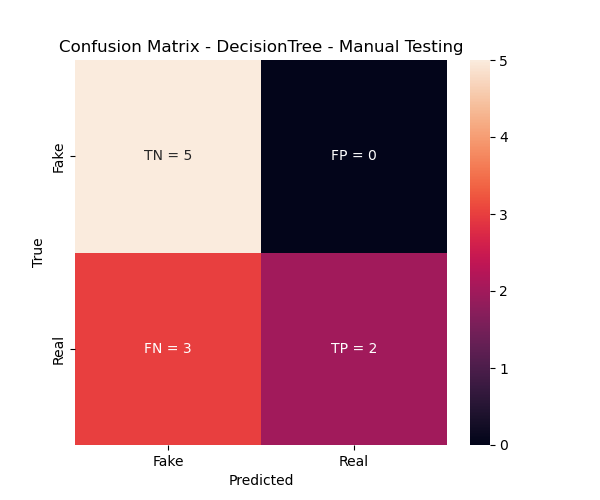 Confusion Matrix - DecisionTree - Manual Testing
True
Fake
Real
TN = 5
FP = 0
FN = 3
TP = 2
Fake
Real
Predicted
5
4
3
2
1
0